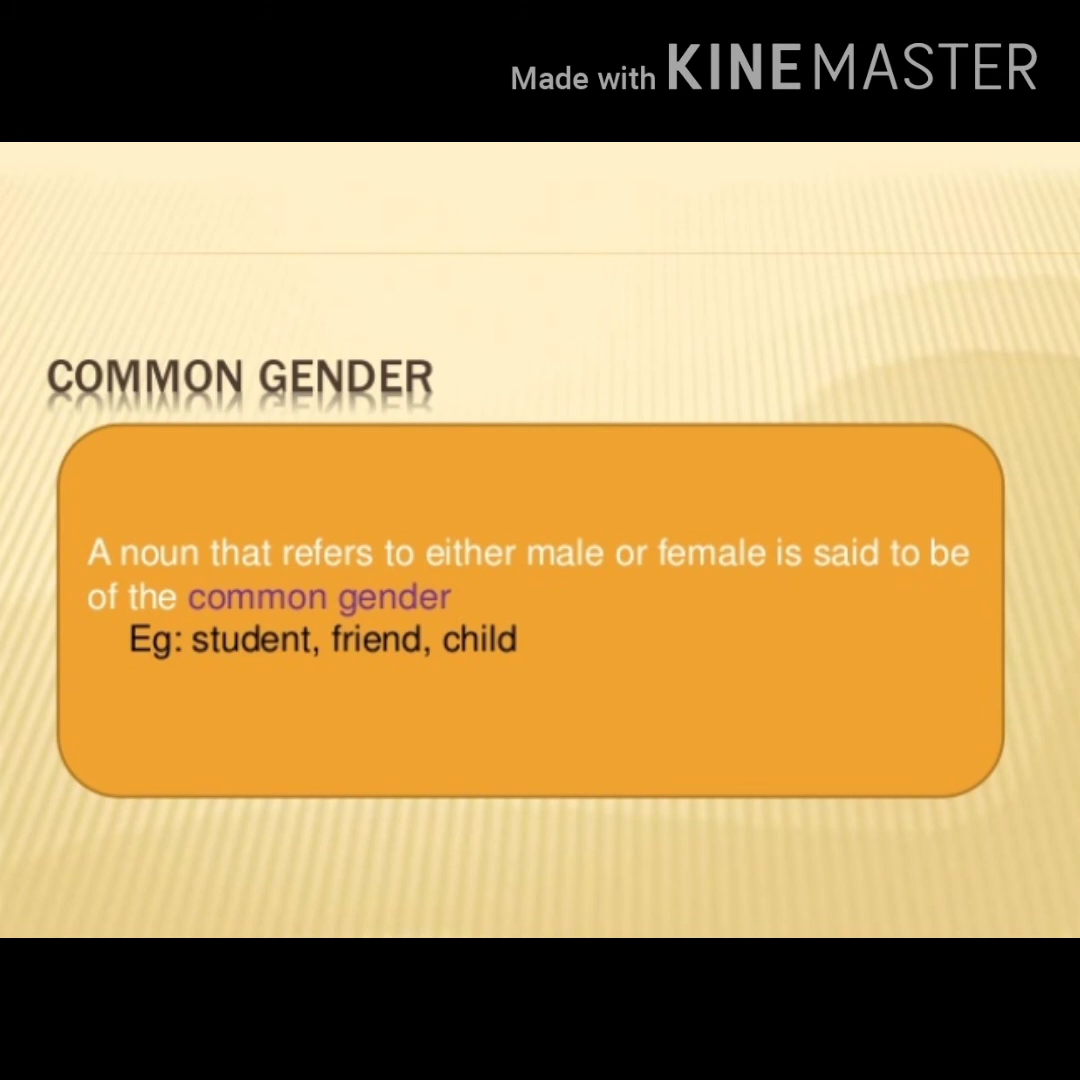 Made with KINEMASTER
COMMON GENDER
A noun that refers to either male or female is said to be
of the common gender
Eg: student, friend, child